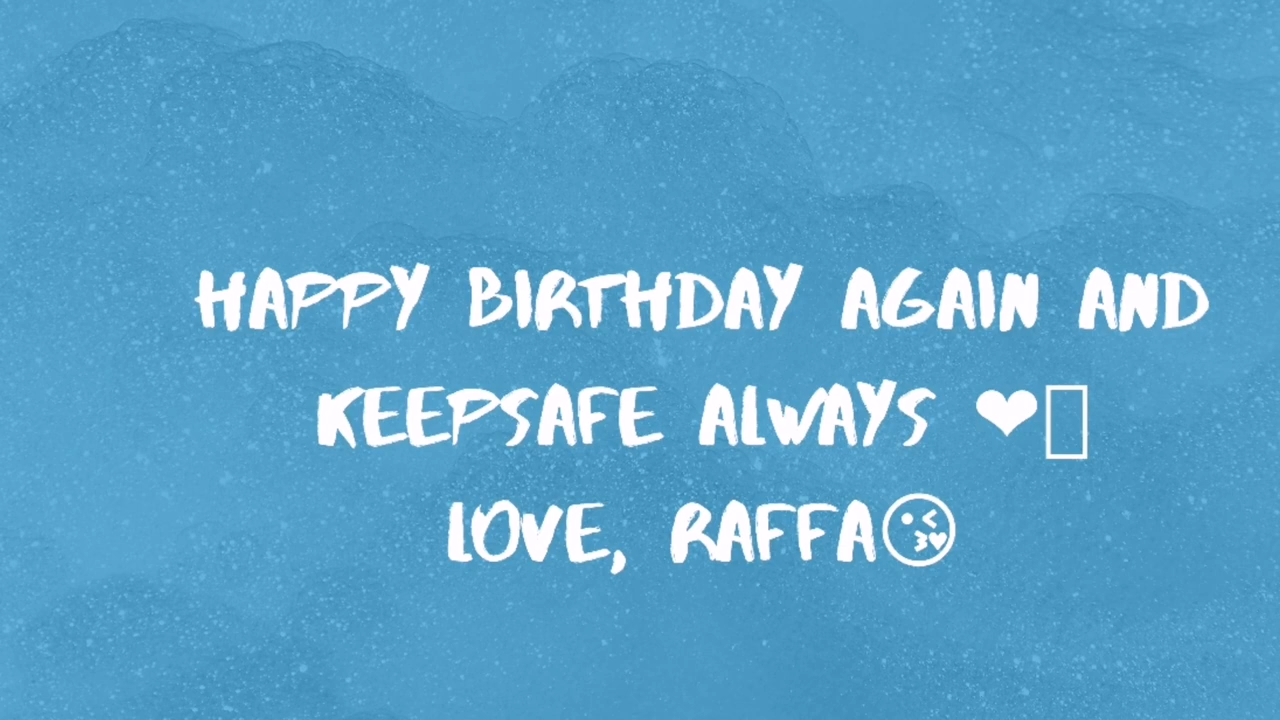 HAPPY BIRTHDAY AGAIN AND
KEEPSAFE ALWAYS ❤▯
LOVE, RAFFA😘